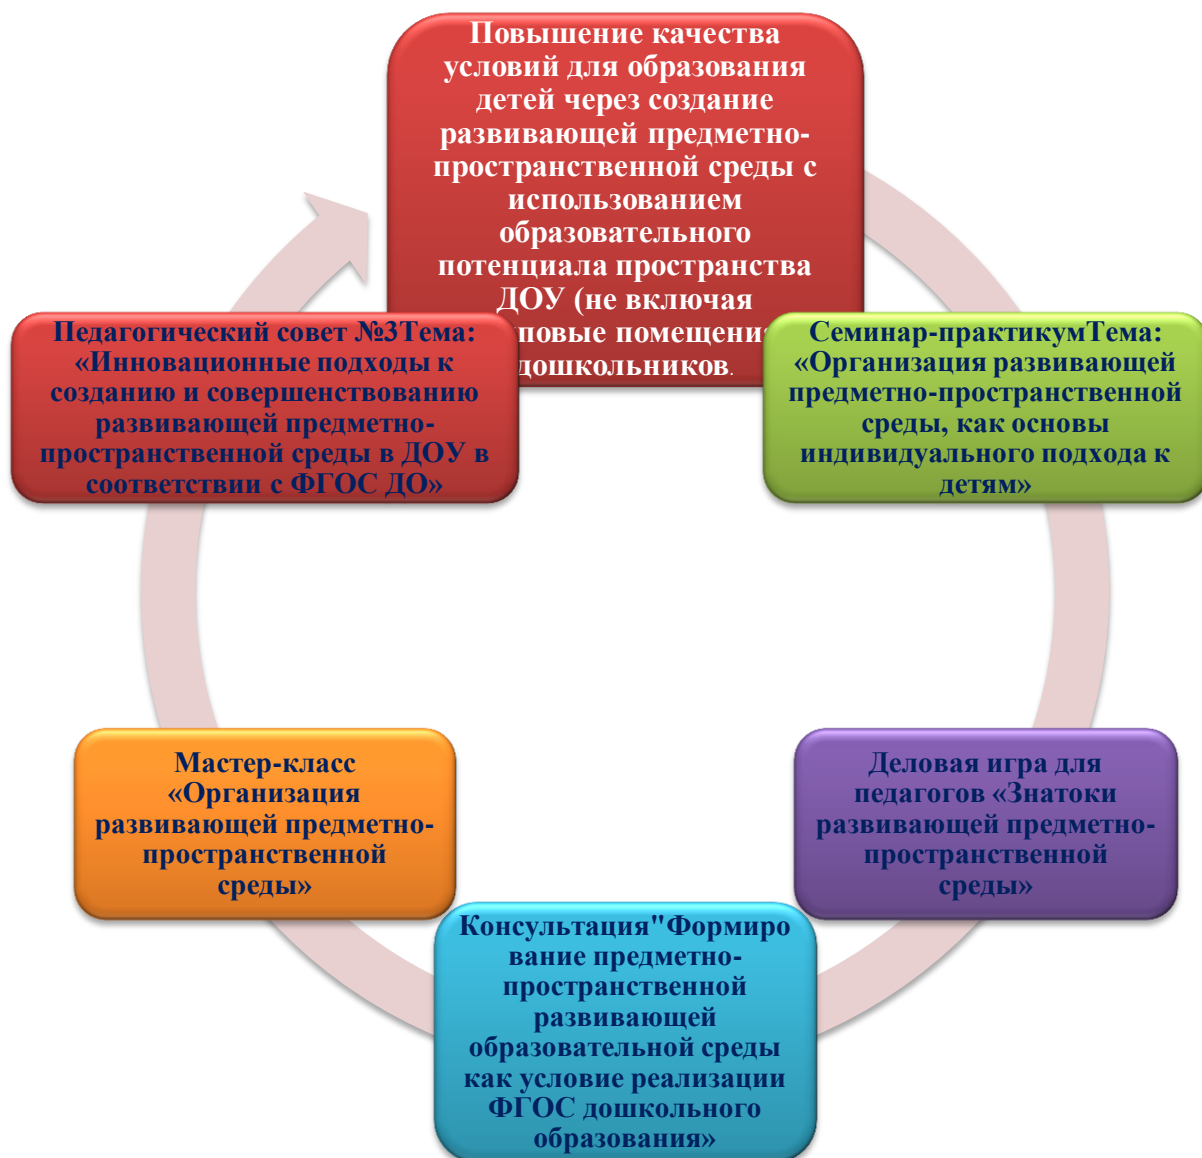 Повышение качества
условий для образования
детей через создание
развивающей предметно-
пространственной среды с
использованием
образовательного
потенциала пространства
ДОУ (не включая
помещения
дошкольников.
Семинар-практикумТема:
«Организация развивающей
предметно-пространственной
среды, как основы
индивидуального подхода к
детям»
Деловая игра для
педагогов «Знатоки
развивающей предметно-
пространственной
среды»
Консультация"Формиро
вание предметно-
пространственной
развивающей
образовательной среды
как условие реализации
ФГОС дошкольного
образования»
Мастер-класс
«Организация
развивающей предметно-
пространственной
среды»
Педагогический совет №3Тема:
«Инновационные подходы к
созданию и совершенствованию
развивающей предметно-
пространственной среды в ДОУ в
соответствии с ФГОС ДО»